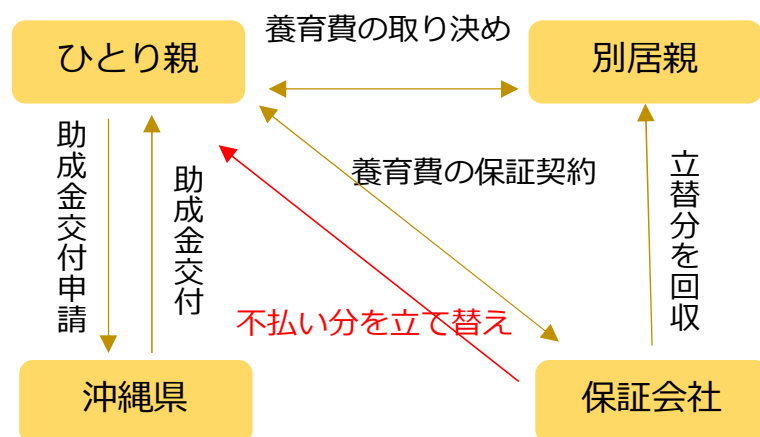 養育費の取り決め
ひとり親
別居親
助成金交付申請
助成金交付
養育費の保証契約
立替分を回収
不払い分を立て替え
沖縄県
保証会社